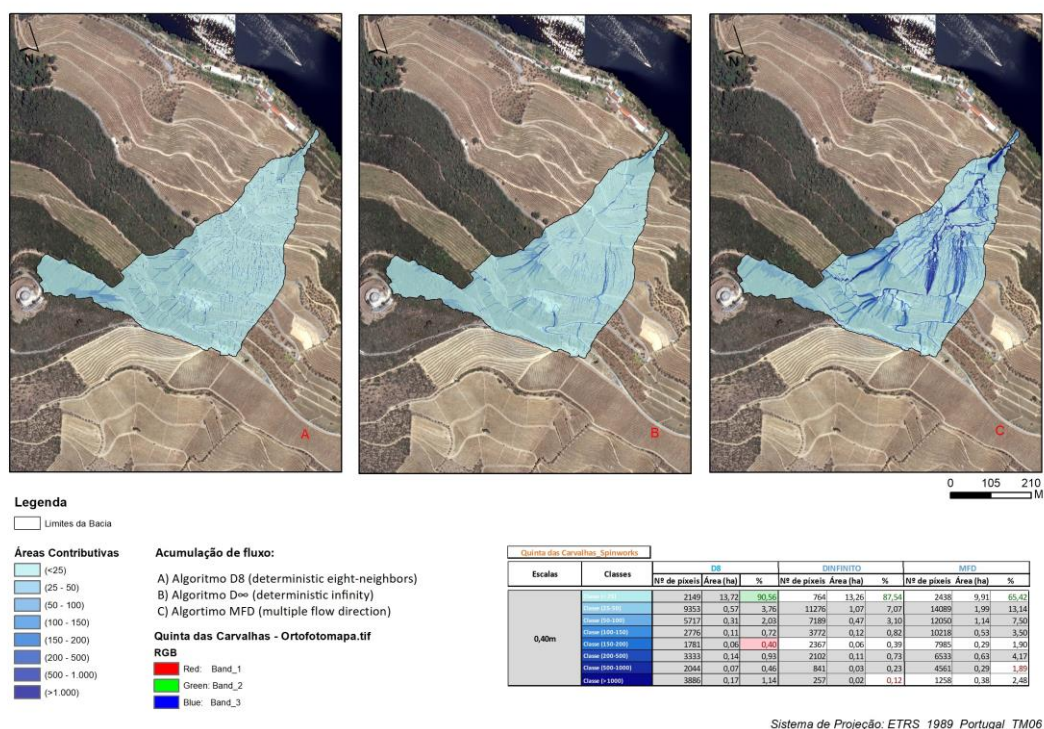 N
N
N
A
B
C
0 105 210
M
Legenda
Limites da Bacia
Áreas Contributivas
(<25)
(25 - 50)
(50 - 100)
(100 - 150)
(150 - 200)
(200 - 500)
(500 - 1.000)
(>1.000)
Acumulação de fluxo:
A) Algoritmo D8 (deterministic eight-neighbors)
B) Algoritmo D∞ (deterministic infinity)
C) Algortimo MFD (multiple flow direction)
Quinta das Carvalhas - Ortofotomapa.tif
RGB
Red: Band_1
Green: Band_2
Blue: Band_3
Quinta das Carvalhas_Spinworks
Escalas Classes D8 DINFINITO MFD
Nº de píxeis Área (ha) % Nº de píxeis Área (ha) % Nº de píxeis Área (ha) %
0,40m
Classe (<25) 2149 13,72 90,56 764 13,26 87,54 2438 9,91 65,42
Classe (25-50) 9353 0,57 3,76 11276 1,07 7,07 14089 1,99 13,14
Classe (50-100) 5717 0,31 2,03 7189 0,47 3,10 12050 1,14 7,50
Classe (100-150) 2776 0,11 0,72 3772 0,12 0,82 10218 0,53 3,50
Classe (150-200) 1781 0,06 0,40 2367 0,06 0,39 7985 0,29 1,90
Classe (200-500) 3333 0,14 0,93 2102 0,11 0,73 6533 0,63 4,17
Classe (500-1000) 2044 0,07 0,46 841 0,03 0,23 4561 0,29 1,89
Classe (>1000) 3886 0,17 1,14 257 0,02 0,12 1258 0,38 2,48
Sistema de Projeção: ETRS_1989_Portugal_TM06